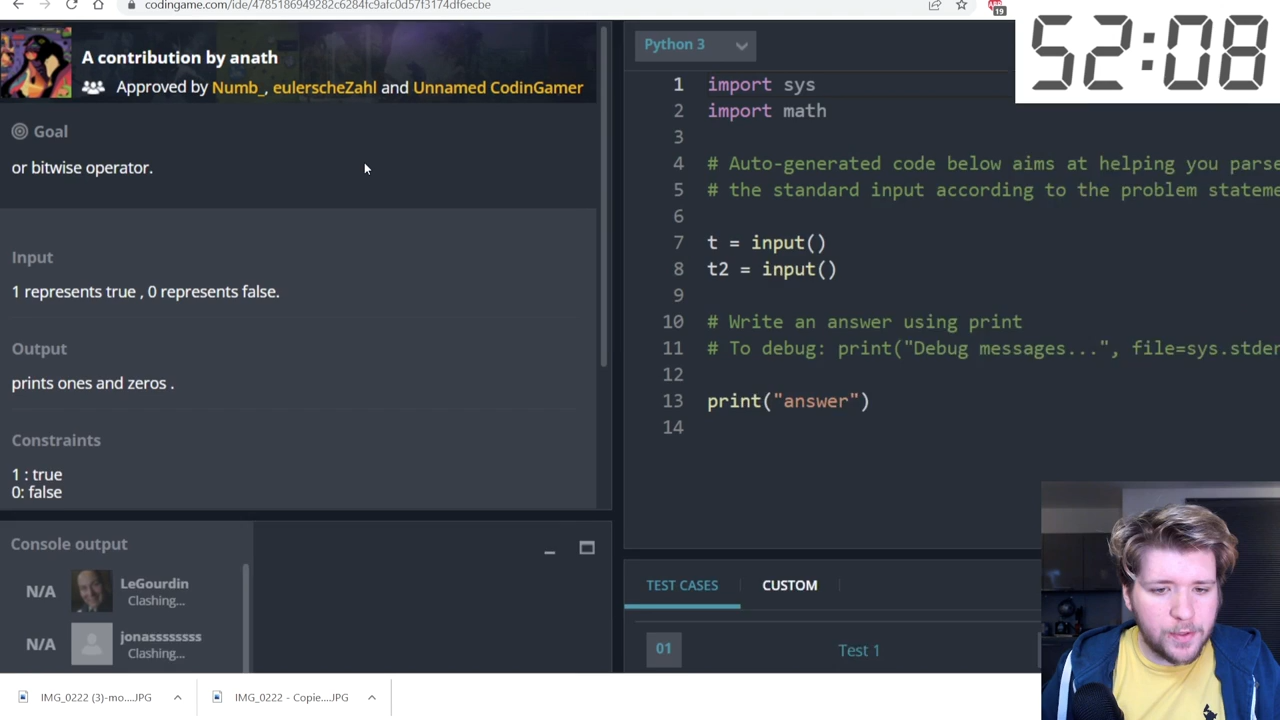 codingame.com/ide/4785186949282c6284fc9afc0d57f3174df6ecbe
19
52:08
A contribution by anath
Approved by Numb_, eulerscheZahl and Unnamed CodinGamer
Goal
or bitwise operator.
Input
1 represents true , 0 represents false.
Output
prints ones and zeros .
Constraints
1 : true
0: false
Console output
N/A
LeGourdin
Clashing...
N/A
jonassssssss
Clashing...
Python 3
1 import sys
2 import math
3
4 # Auto-generated code below aims at helping you parse
5 # the standard input according to the problem stateme
6
7 t = input()
8 t2 = input()
9
10 # Write an answer using print
11 # To debug: print("Debug messages...", file=sys.stder
12
13 print("answer")
14
TEST CASES
CUSTOM
01
Test 1
IMG_0222 (3)-mo....JPG
IMG_0222 - Copie....JPG